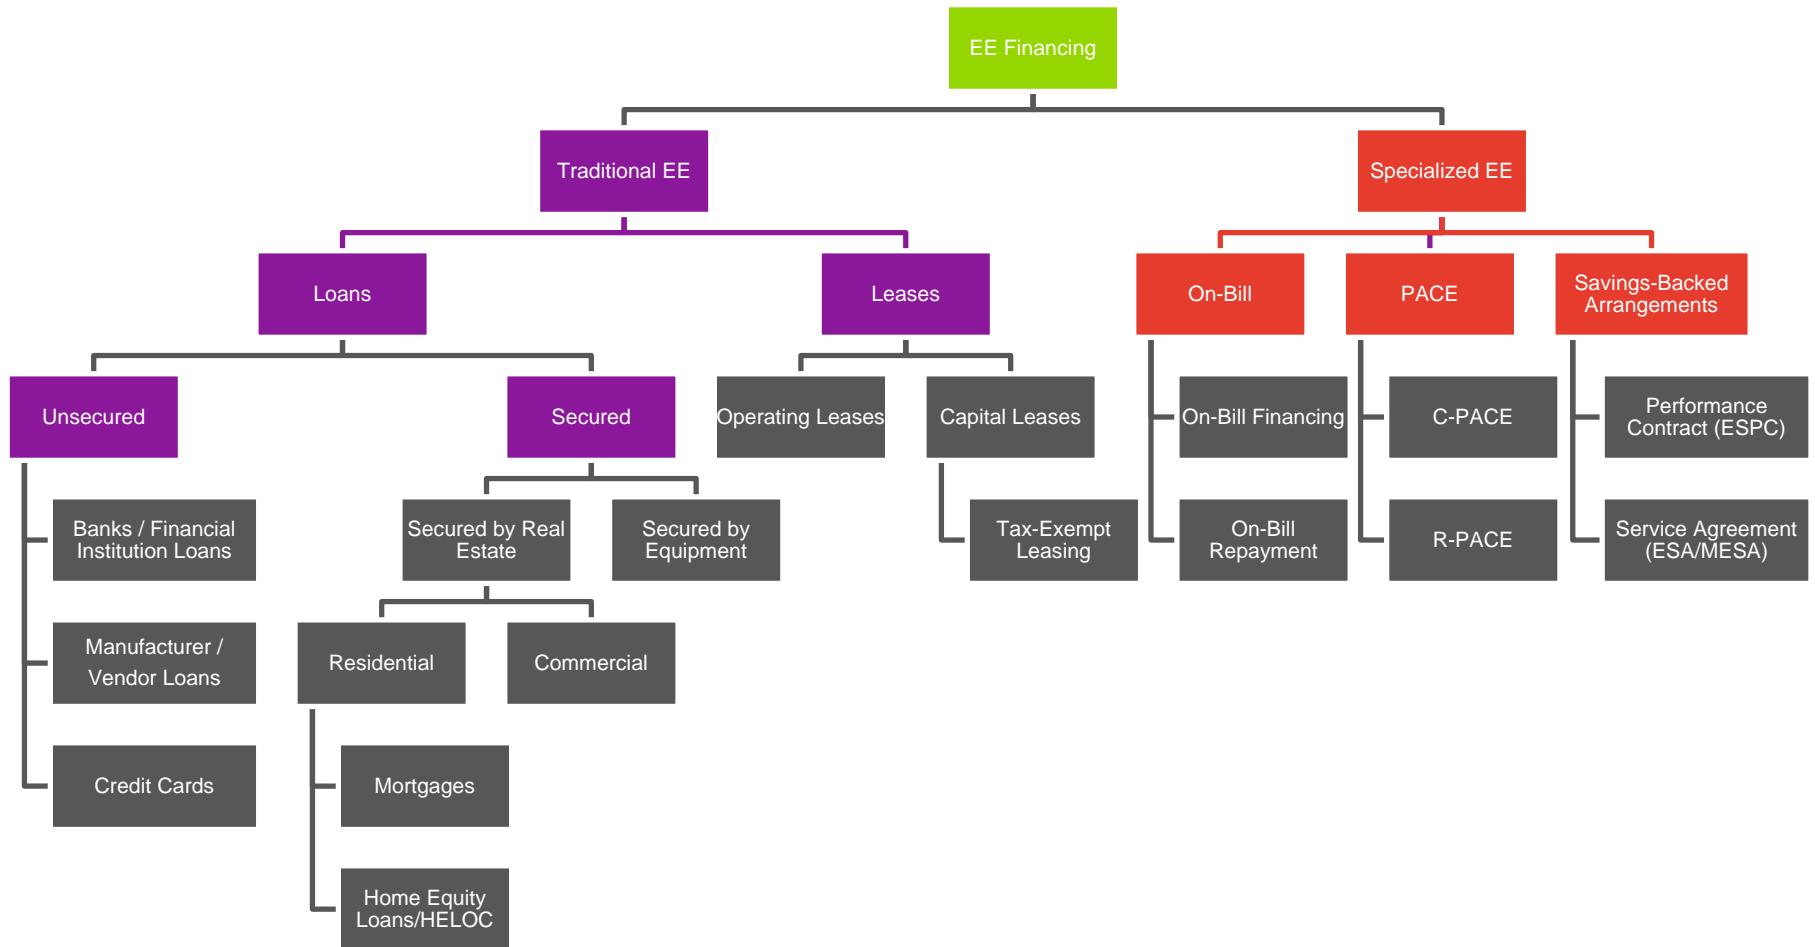 EE Financing
Traditional EE
Specialized EE
Loans
Leases
On-Bill
PACE
Savings-Backed
Arrangements
Unsecured
Secured
Operating Leases
Capital Leases
On-Bill Financing
C-PACE
Performance
Contract (ESPC)
Banks / Financial
Institution Loans
Secured by Real
Estate
Secured by
Equipment
Tax-Exempt
Leasing
On-Bill
Repayment
R-PACE
Service Agreement
(ESA/MESA)
Manufacturer /
Vendor Loans
Residential
Commercial
Credit Cards
Mortgages
Home Equity
Loans/HELOC